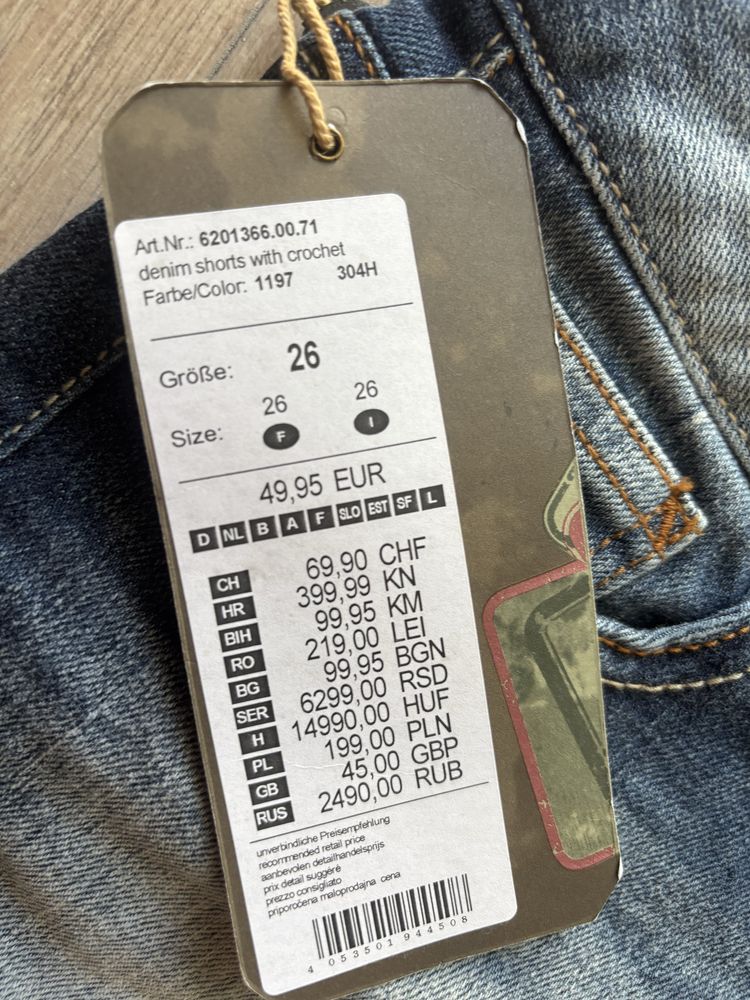 Art.Nr.: 6201366.00.71
denim shorts with crochet
Farbe/Color: 1197 304H
Größe: 26
26 26
Size: F I
49,95 EUR
D NL B A F SLO EST SF L
CH 69,90 CHF
HR 399,99 KN
BIH 99,95 KM
RO 219,00 LEI
BG 99,95 BGN
SER 6299,00 RSD
H 14990,00 HUF
PL 199,00 PLN
GB 45,00 GBP
RUS 2490,00 RUB
unverbindliche Preisempfehlung
recommended retail price
aanbevolen detailhandelsprijs
prix detail suggéré
prezzo consigliato
priporočena maloprodajna cena
4053501944508